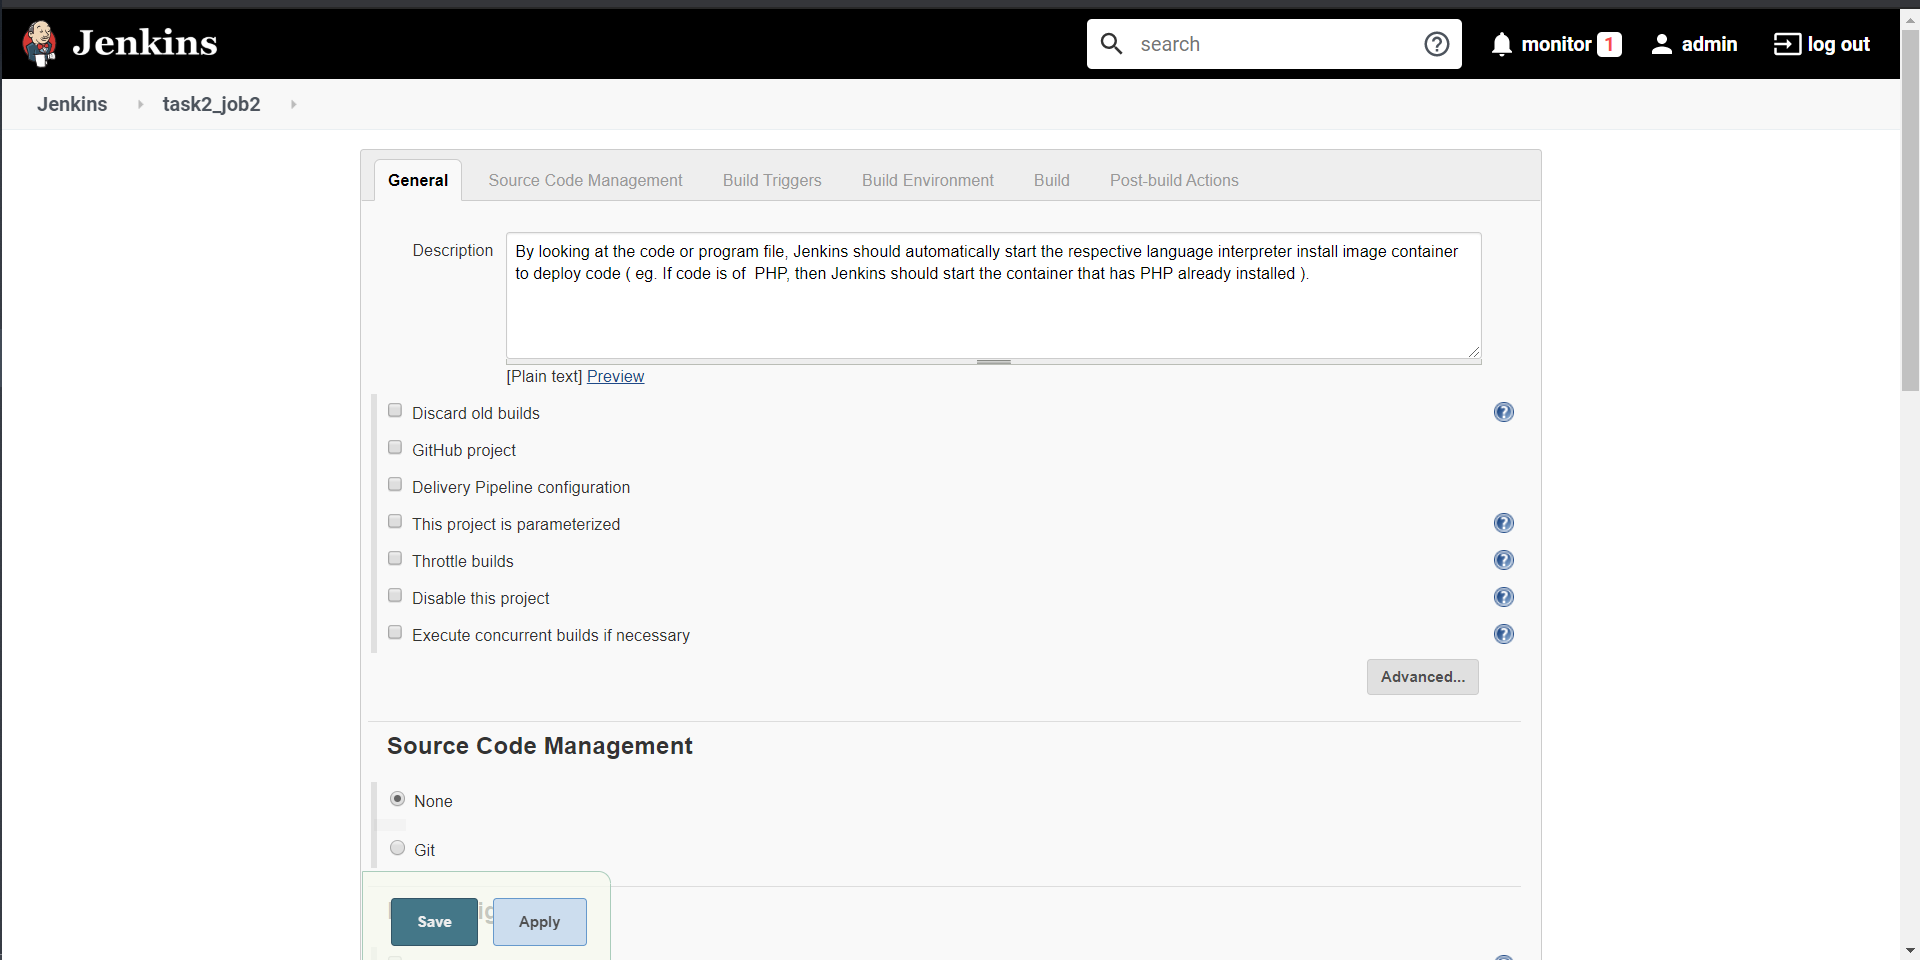 Jenkins
search
monitor 1
admin
log out
Jenkins
task2_job2
General
Source Code Management
Build Triggers
Build Environment
Build
Post-build Actions
Description
By looking at the code or program file, Jenkins should automatically start the respective language interpreter install image container
to deploy code ( eg. If code is of  PHP, then Jenkins should start the container that has PHP already installed ).
[Plain text] Preview
Discard old builds
GitHub project
Delivery Pipeline configuration
This project is parameterized
Throttle builds
Disable this project
Execute concurrent builds if necessary
Advanced...
Source Code Management
None
Git
Save
Apply